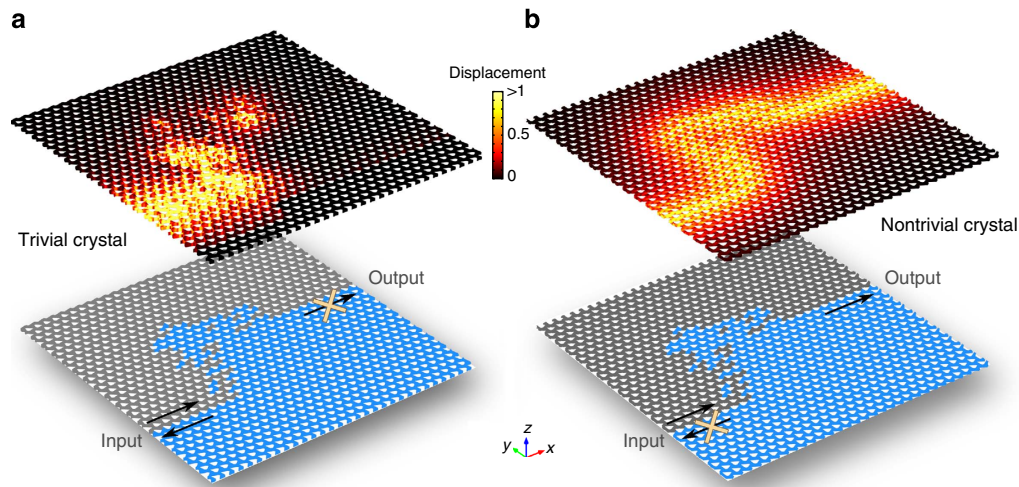 a
b
Displacement
>1
0.5
0
Trivial crystal
Nontrivial crystal
Output
Output
Input
Input
z
y
x